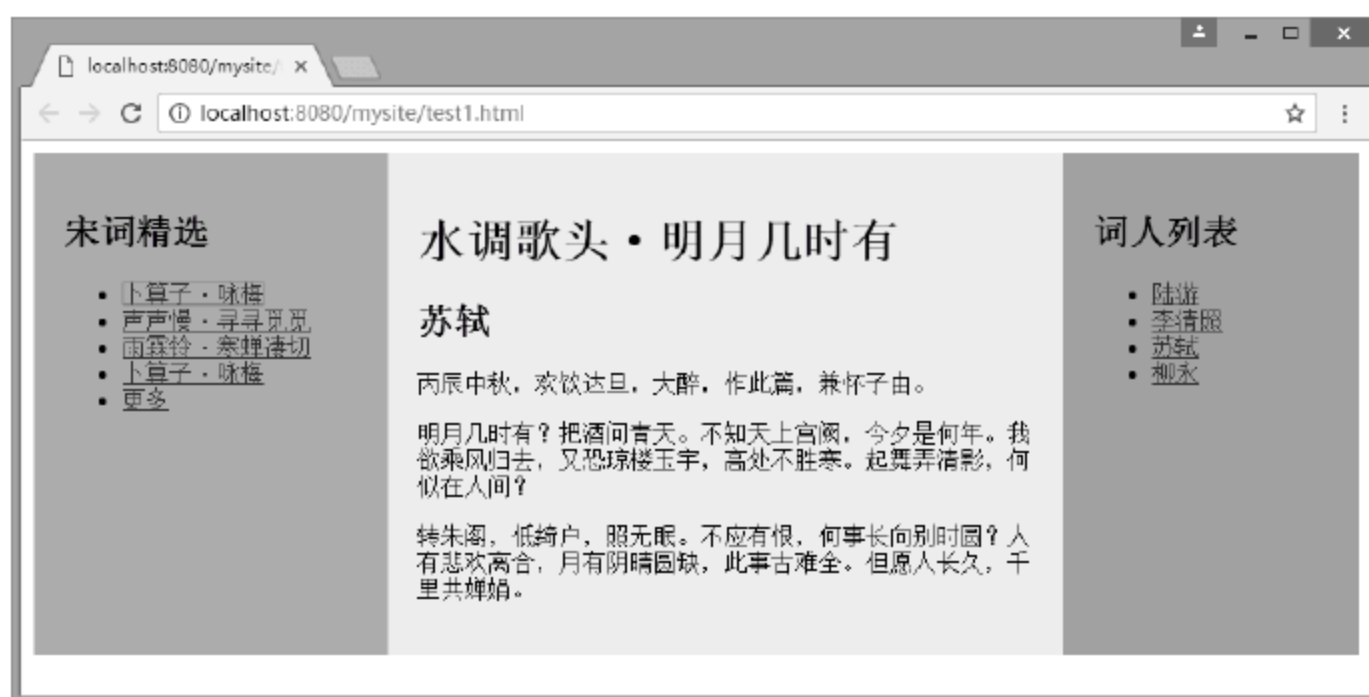 localhost:8080/mysite/
localhost:8080/mysite/test1.html
宋词精选
卜算子·咏梅
声声慢·寻寻觅觅
雨霖铃·寒蝉凄切
卜算子·咏梅
更多
水调歌头·明月几时有
苏轼
丙辰中秋，欢饮达旦，大醉，作此篇，兼怀子由。
明月几时有？把酒问青天。不知天上宫阙，今夕是何年。我
欲乘风归去，又恐琼楼玉宇，高处不胜寒。起舞弄清影，何
似在人间？
转朱阁，低绮户，照无眠。不应有恨，何事长向别时圆？人
有悲欢离合，月有阴晴圆缺，此事古难全。但愿人长久，千
里共婵娟。
词人列表
陆游
李清照
苏轼
柳永